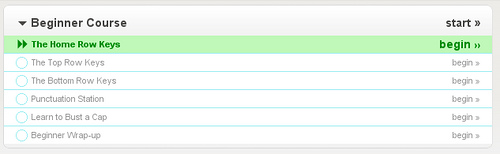 Beginner Course start »
The Home Row Keys begin »
The Top Row Keys begin »
The Bottom Row Keys begin »
Punctuation Station begin »
Learn to Bust a Cap begin »
Beginner Wrap-up begin »